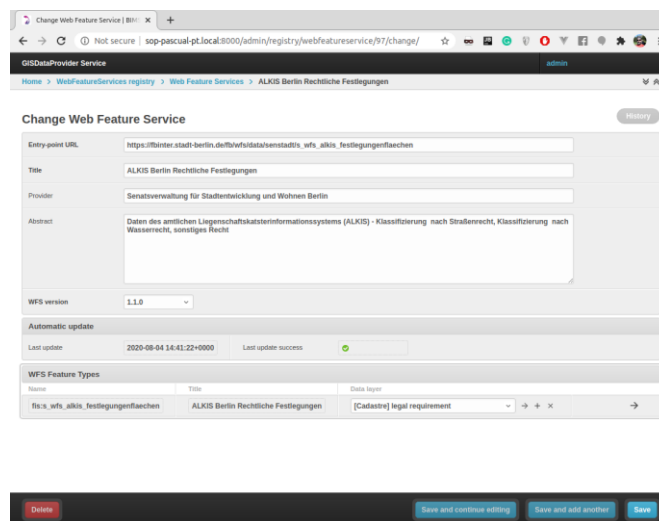 Change Web Feature Service | BIM
Not secure | sop-pascual-pt.local:8000/admin/registry/webfeatureservice/97/change/
GISDataProvider Service
admin
Home > WebFeatureServices registry > Web Feature Services > ALKIS Berlin Rechtliche Festlegungen
Change Web Feature Service
History
Entry-point URL
https://fbinter.stadt-berlin.de/fb/wfs/data/senstadt/s_wfs_alkis_festlegungenflaechen
Title
ALKIS Berlin Rechtliche Festlegungen
Provider
Senatsverwaltung für Stadtentwicklung und Wohnen Berlin
Abstract
Daten des amtlichen Liegenschaftskatsterinformationssystems (ALKIS) - Klassifizierung nach Straßenrecht, Klassifizierung nach
Wasserrecht, sonstiges Recht
WFS version
1.1.0
Automatic update
Last update
2020-08-04 14:41:22+0000
Last update success
WFS Feature Types
Name Title Data layer
fis:s_wfs_alkis_festlegungenflaechen ALKIS Berlin Rechtliche Festlegungen [Cadastre] legal requirement
Delete
Save and continue editing
Save and add another
Save